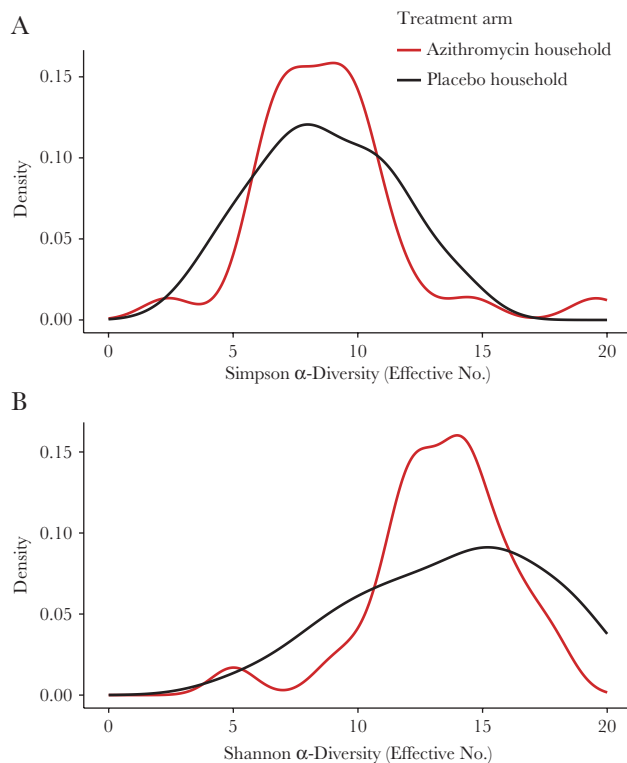 A
Treatment arm
Azithromycin household
Placebo household
0.15
0.10
0.05
0.00
Density
0 5 10 15 20
Simpson α-Diversity (Effective No.)
B
0.15
0.10
0.05
0.00
Density
0 5 10 15 20
Shannon α-Diversity (Effective No.)